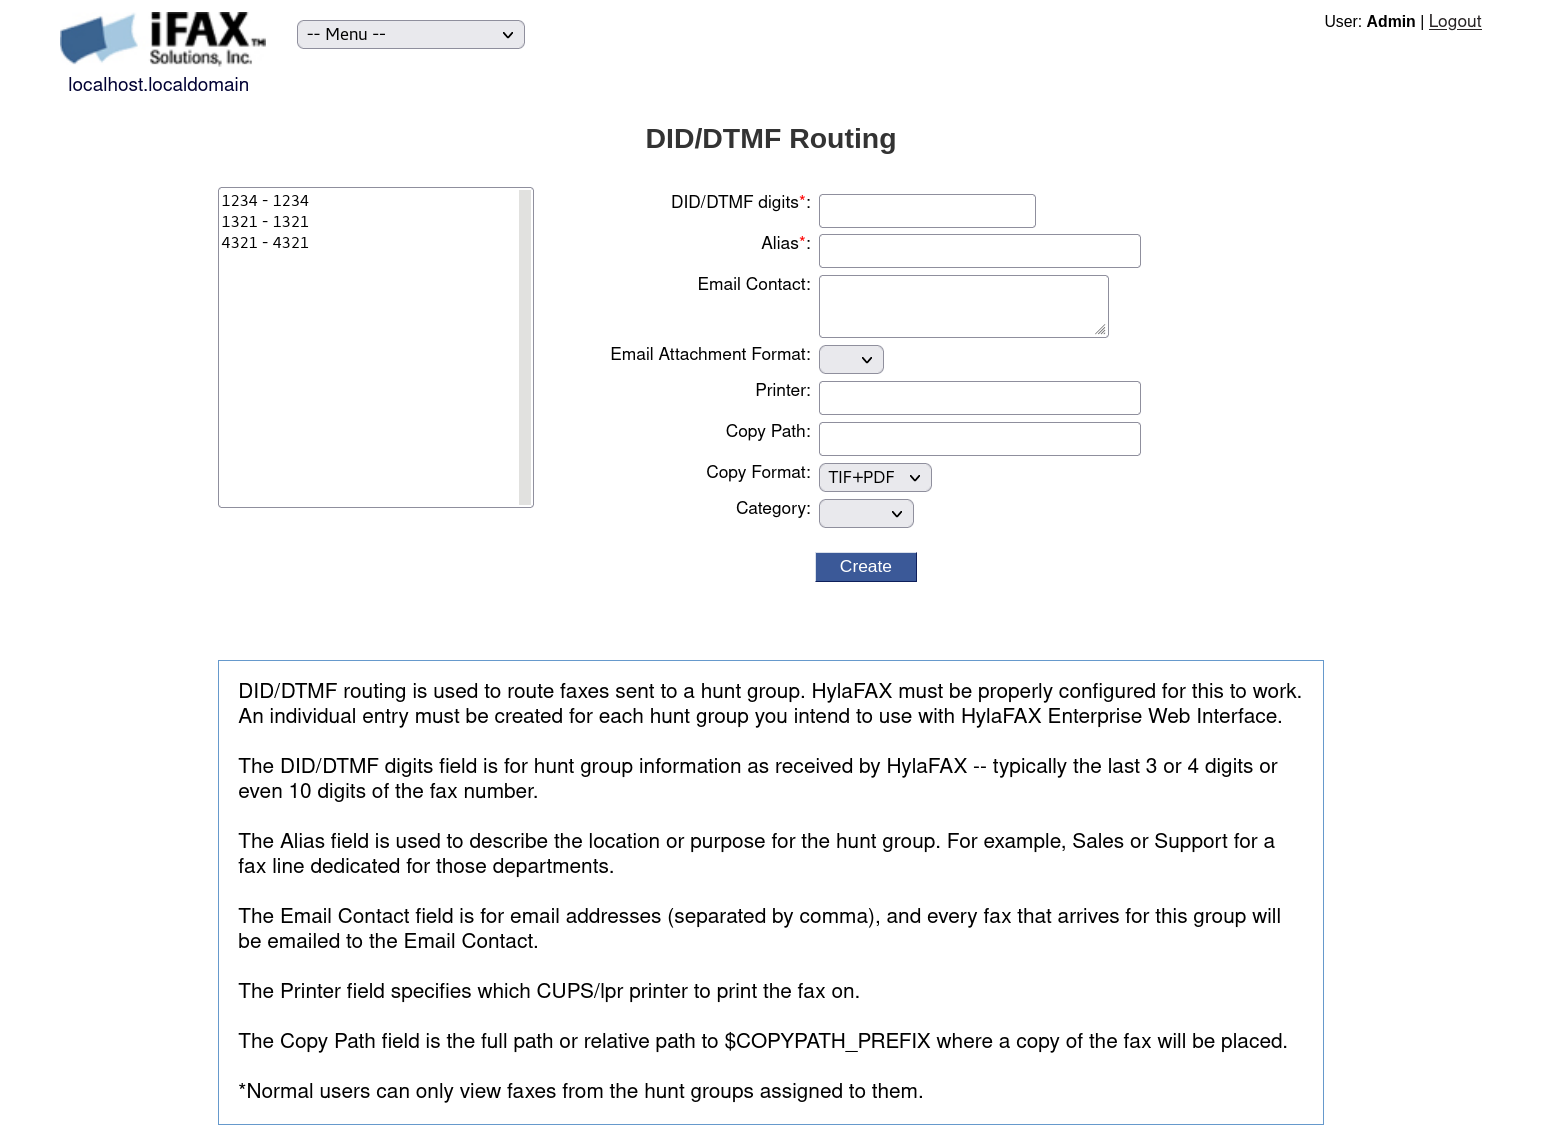 iFAX™
Solutions, Inc.
localhost.localdomain
-- Menu --
User: Admin | Logout
DID/DTMF Routing
1234 - 1234
1321 - 1321
4321 - 4321
DID/DTMF digits*:
Alias*:
Email Contact:
Email Attachment Format:
Printer:
Copy Path:
Copy Format: TIF+PDF
Category:
Create
DID/DTMF routing is used to route faxes sent to a hunt group. HylaFAX must be properly configured for this to work.
An individual entry must be created for each hunt group you intend to use with HylaFAX Enterprise Web Interface.
The DID/DTMF digits field is for hunt group information as received by HylaFAX -- typically the last 3 or 4 digits or
even 10 digits of the fax number.
The Alias field is used to describe the location or purpose for the hunt group. For example, Sales or Support for a
fax line dedicated for those departments.
The Email Contact field is for email addresses (separated by comma), and every fax that arrives for this group will
be emailed to the Email Contact.
The Printer field specifies which CUPS/lpr printer to print the fax on.
The Copy Path field is the full path or relative path to $COPYPATH_PREFIX where a copy of the fax will be placed.
*Normal users can only view faxes from the hunt groups assigned to them.